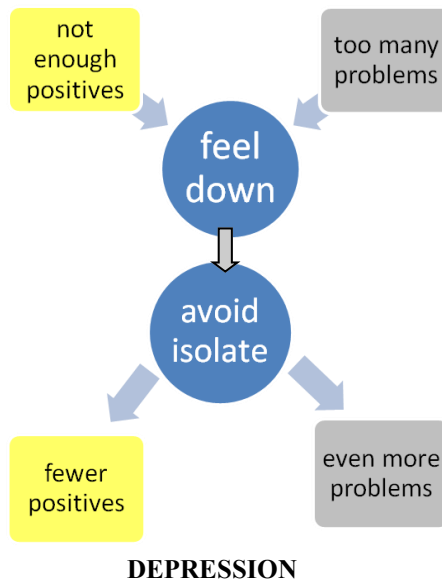 not
enough
positives
too many
problems
feel
down
avoid
isolate
fewer
positives
even more
problems
DEPRESSION